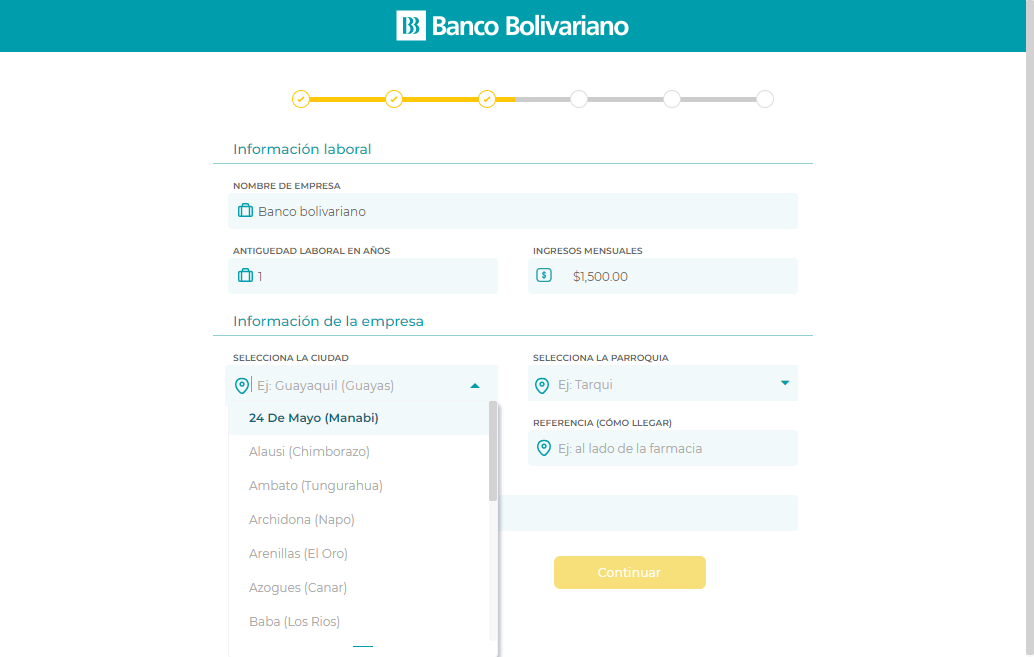 Banco Bolivariano
Información laboral
NOMBRE DE EMPRESA
Banco bolivariano
ANTIGUEDAD LABORAL EN AÑOS
INGRESOS MENSUALES
1
$1,500.00
Información de la empresa
SELECCIONA LA CIUDAD
SELECCIONA LA PARROQUIA
Ej: Guayaquil (Guayas)
Ej: Tarqui
24 De Mayo (Manabi)
REFERENCIA (CÓMO LLEGAR)
Alausi (Chimborazo)
Ej: al lado de la farmacia
Ambato (Tungurahua)
Archidona (Napo)
Arenillas (El Oro)
Azogues (Canar)
Continuar
Baba (Los Rios)